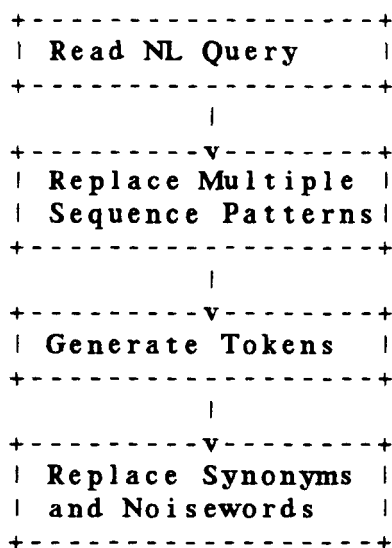 Read NL Query
Replace Multiple
Sequence Patterns
Generate Tokens
Replace Synonyms
and Noisewords